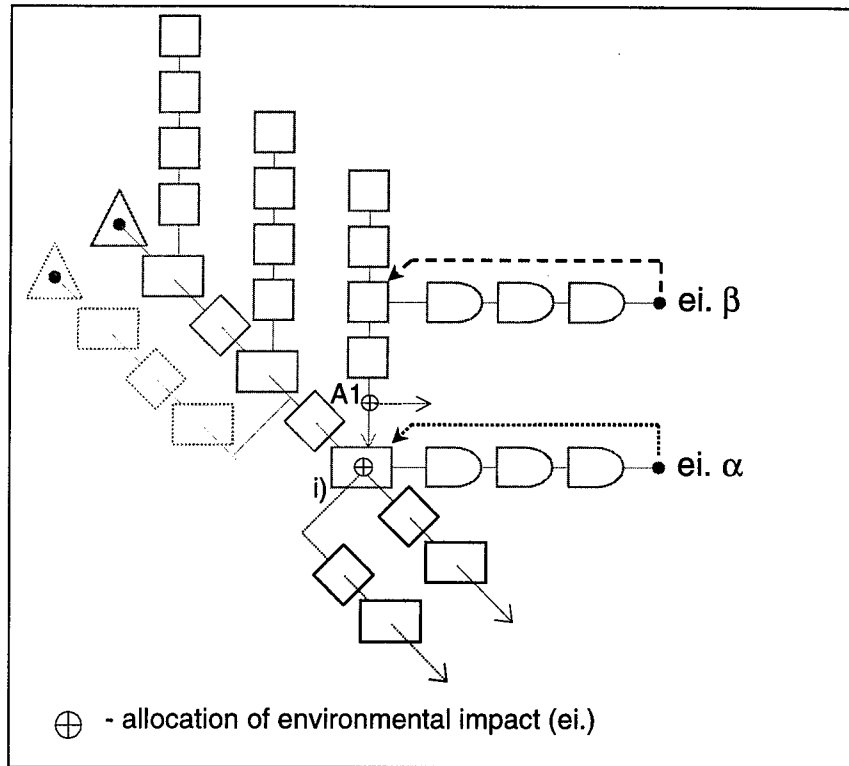 ei. β
A1
ei. α
i)
⊕ - allocation of environmental impact (ei.)